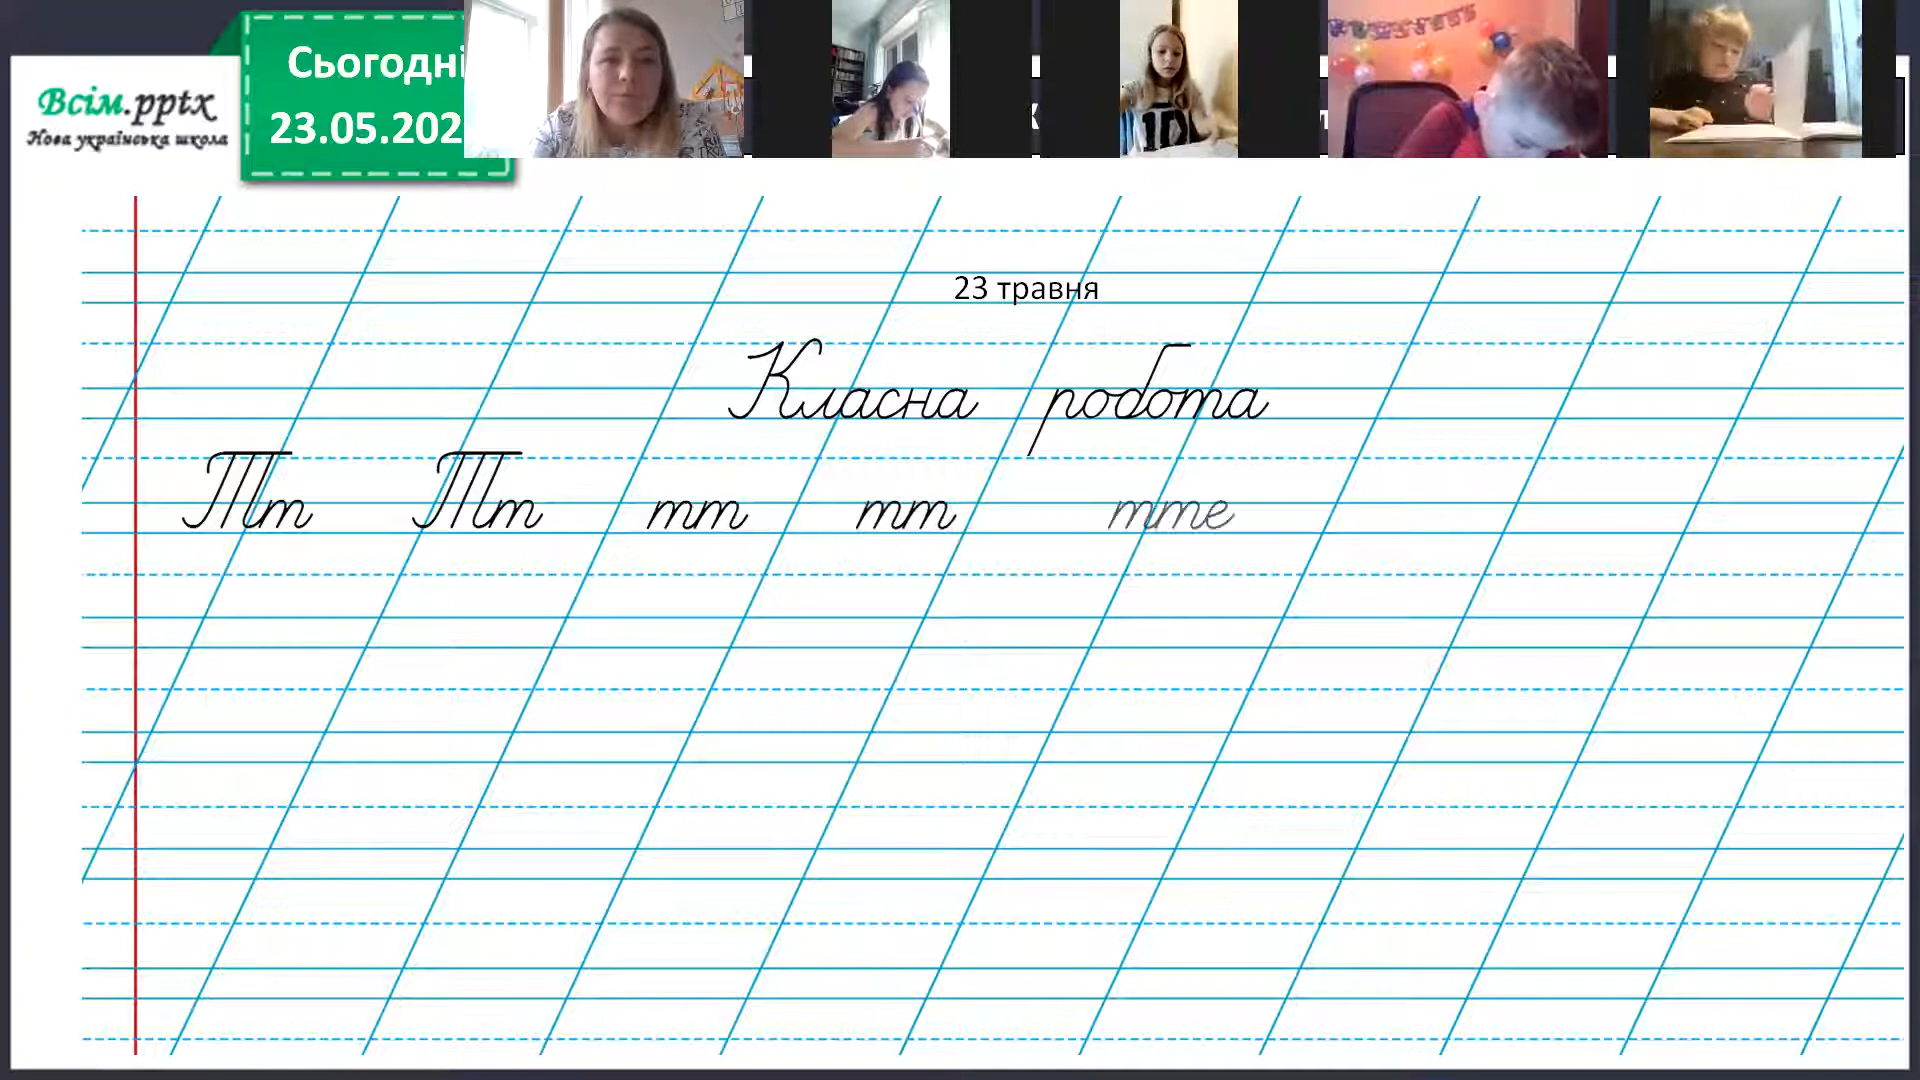 Сьогодні
23.05.202
Всім.pptx
Нова українська школа
23 травня
Класна робота
Тт Тт тт тт тте